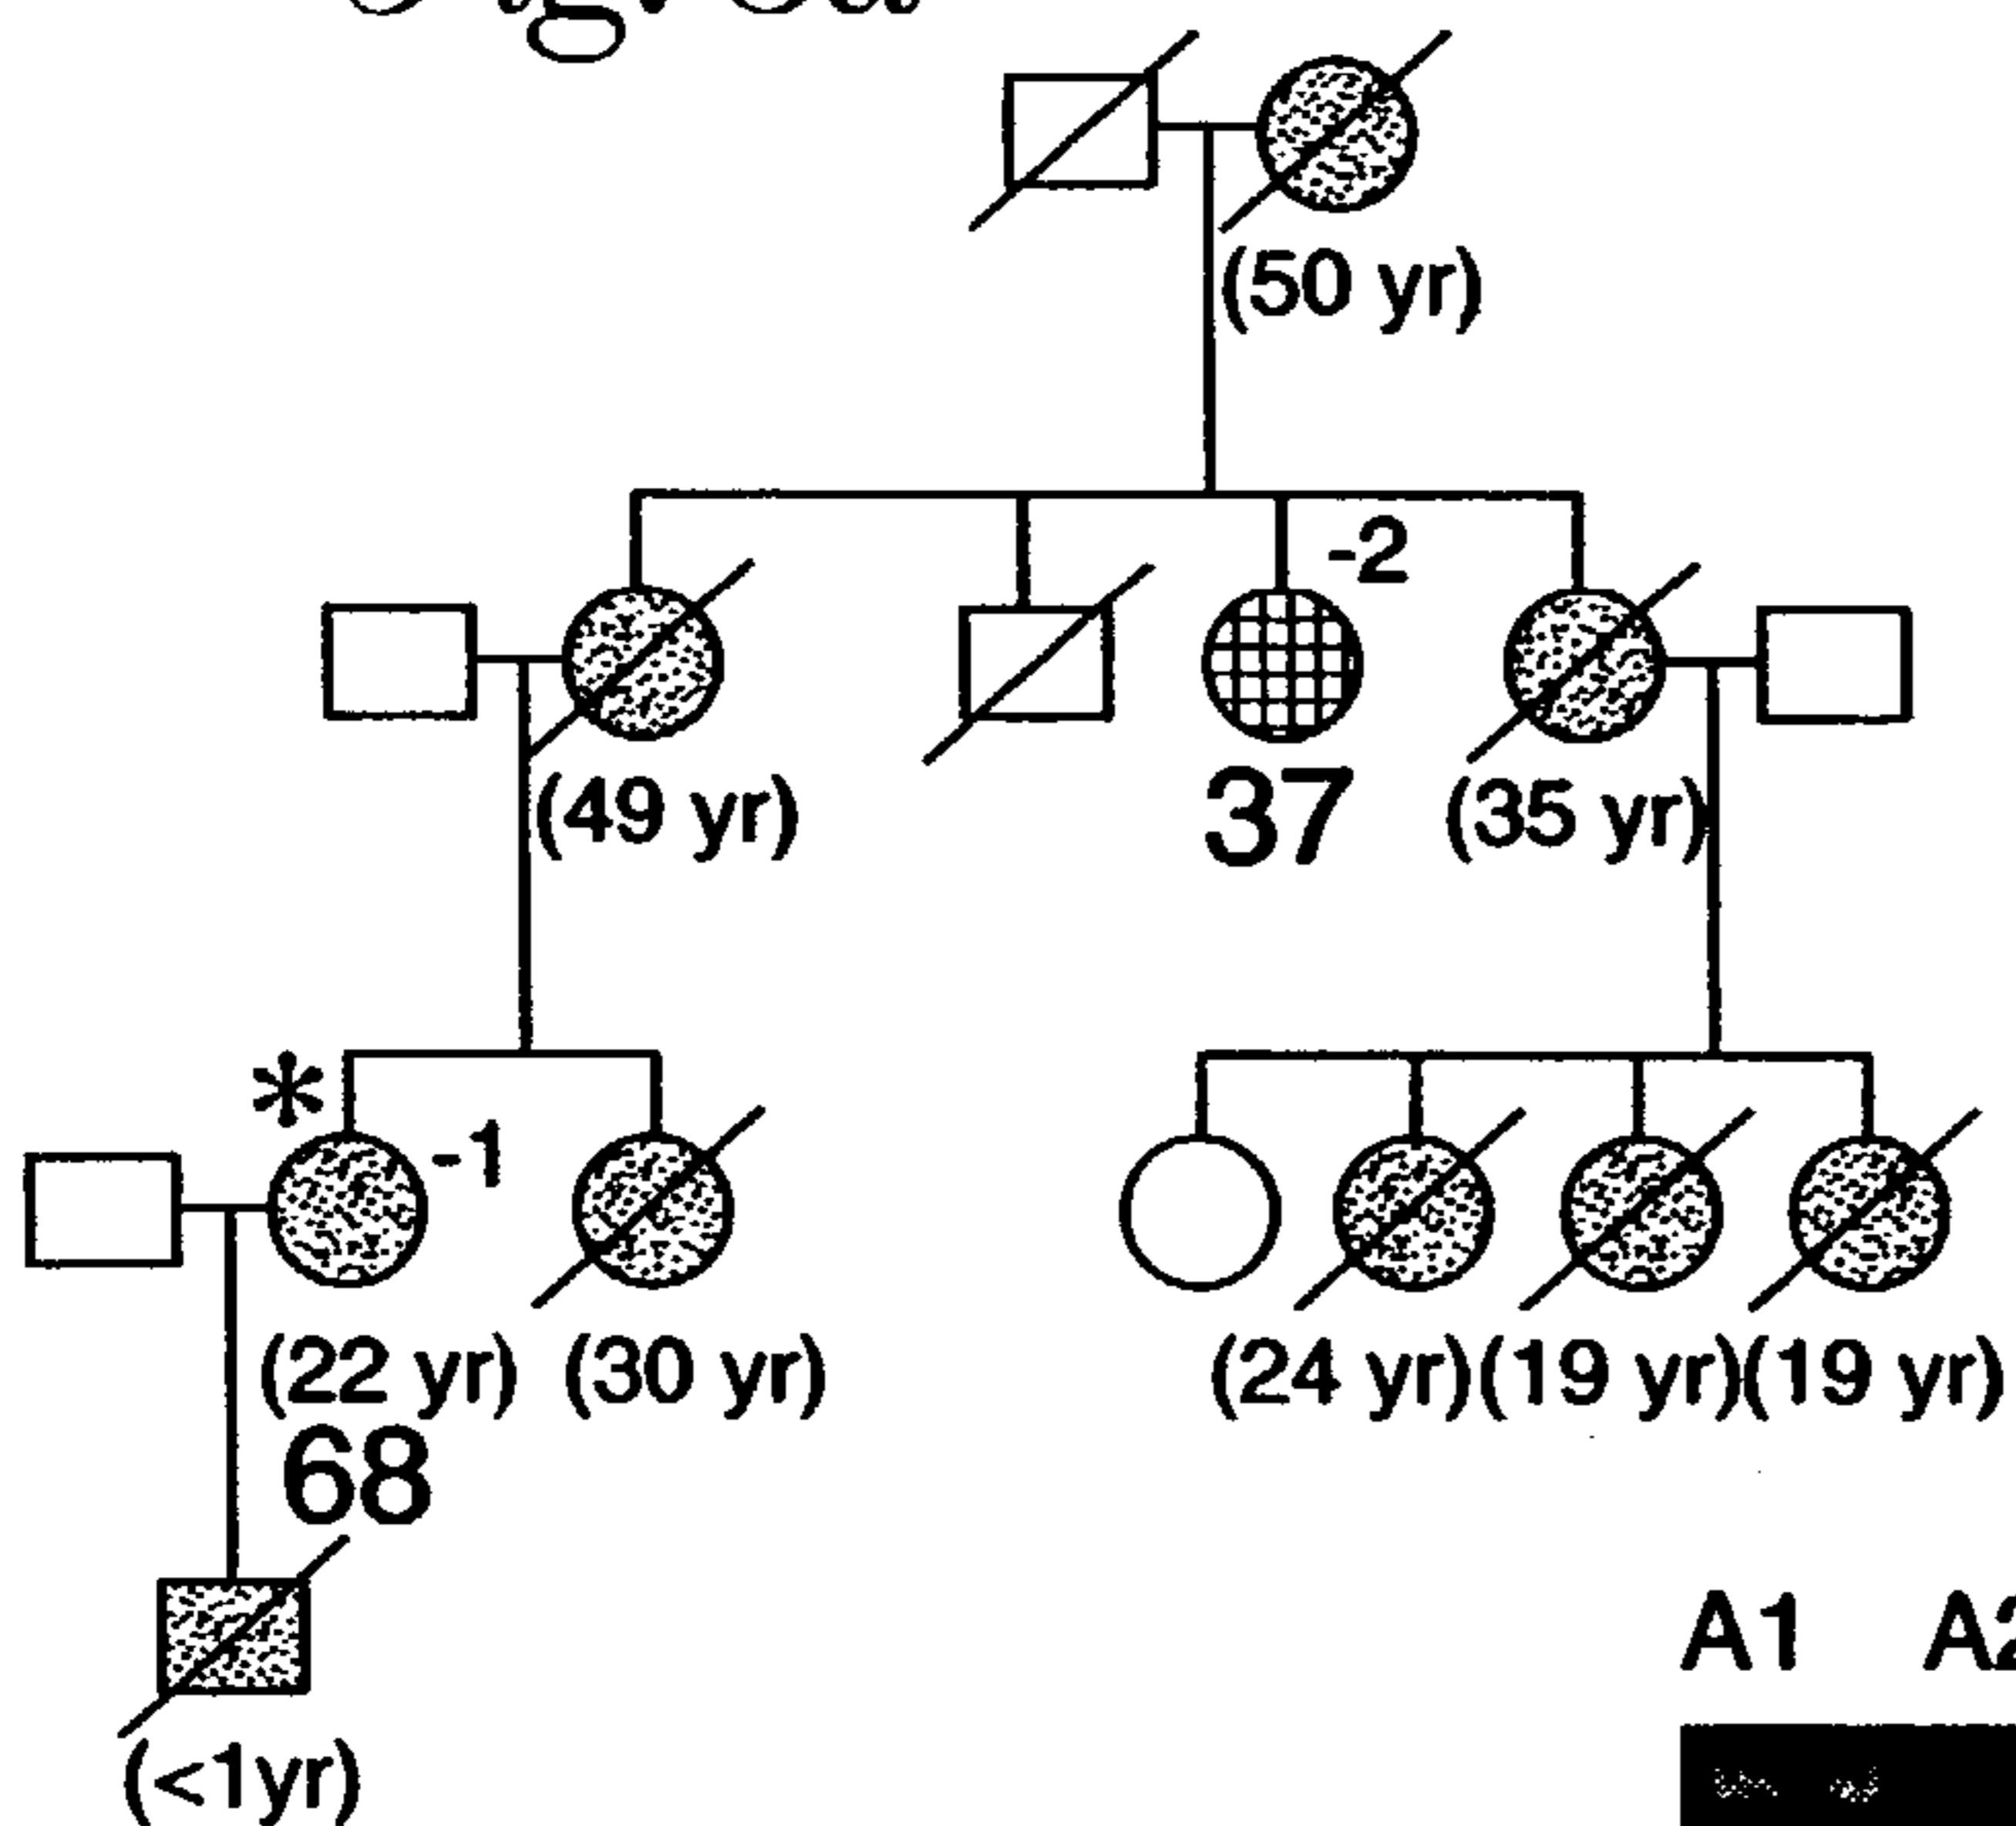 (50 yr)
-2
(49 yr)
37
(35 yr)
*
-1
(22 yr) (30 yr)
(24 yr)(19 yr)(19 yr)
68
A1
(<1yr)